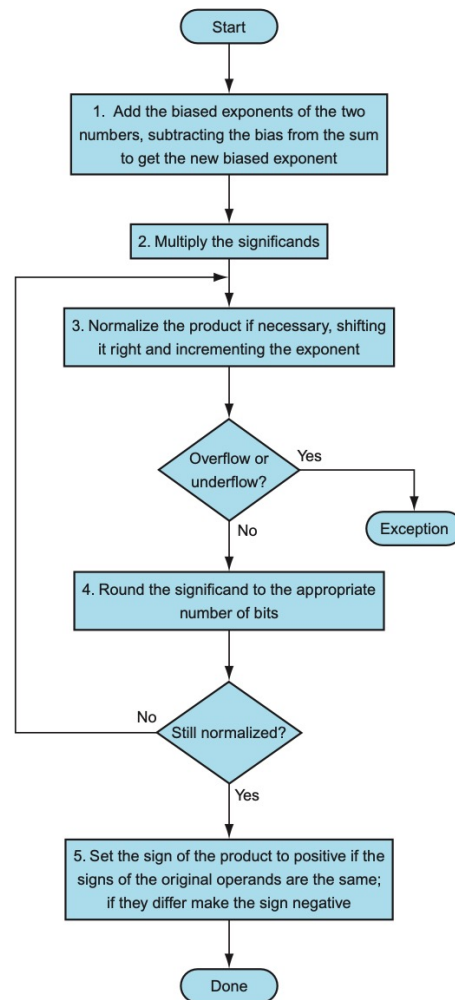 Start
1. Add the biased exponents of the two
numbers, subtracting the bias from the sum
to get the new biased exponent
2. Multiply the significands
3. Normalize the product if necessary, shifting
it right and incrementing the exponent
Overflow or
underflow?
Yes
Exception
No
4. Round the significand to the appropriate
number of bits
No
Still normalized?
Yes
5. Set the sign of the product to positive if the
signs of the original operands are the same;
if they differ make the sign negative
Done